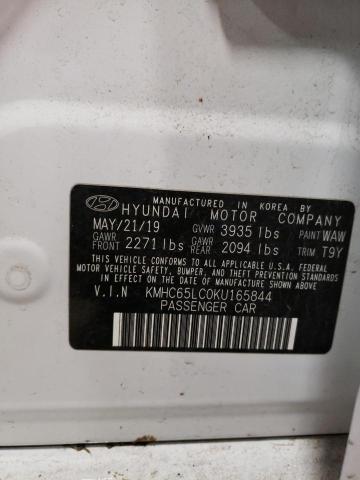 MANUFACTURED IN KOREA
HYUNDAI MOTOR COMPANY
MAY/21/19 GVWR 3935 lbs PAINT WAW
GAWR FRONT 2271 lbs GAWR REAR 2094 lbs TRIM T9Y
THIS VEHICLE CONFORMS TO ALL APPLICABLE U.S.A. FEDERAL
MOTOR VEHICLE SAFETY, BUMPER, AND THEFT PREVENTION
STANDARDS IN EFFECT ON THE DATE OF MANUFACTURE SHOWN ABOVE.
V.I.N KMHC65LC0KU165844
PASSENGER CAR